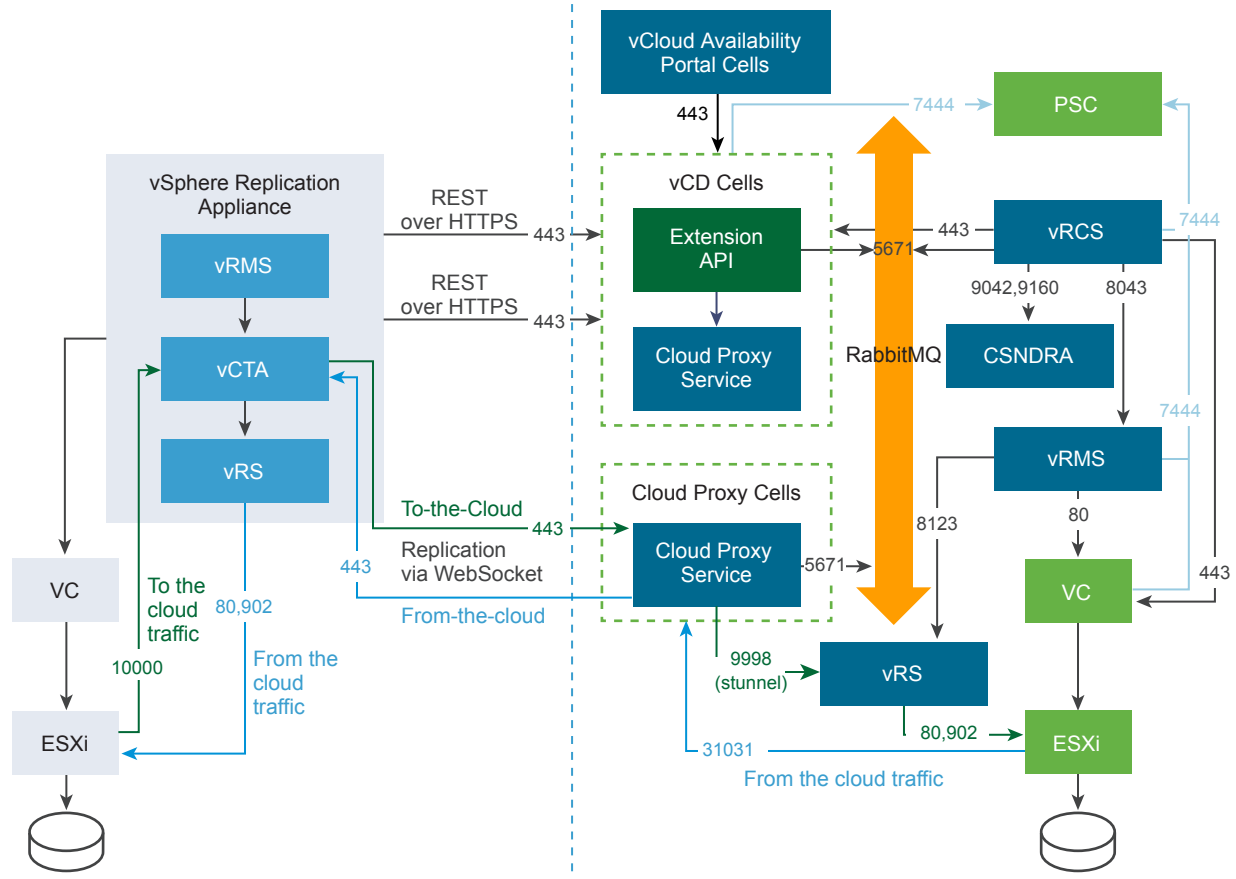 vCloud Availability
Portal Cells
443
7444
PSC
vSphere Replication
Appliance
vRMS
vCTA
vRS
REST
over HTTPS
443
REST
over HTTPS
443
vCD Cells
Extension
API
Cloud Proxy
Service
5671
RabbitMQ
443
vRCS
7444
9042,9160
8043
CSNDRA
7444
vRMS
8123
80
443
VC
To-the-Cloud
443
Replication
via WebSocket
443
From-the-cloud
Cloud Proxy Cells
Cloud Proxy
Service
5671
9998
(stunnel)
vRS
80,902
ESXi
31031
From the cloud traffic
VC
To the
cloud
traffic
10000
80,902
From the
cloud
traffic
ESXi